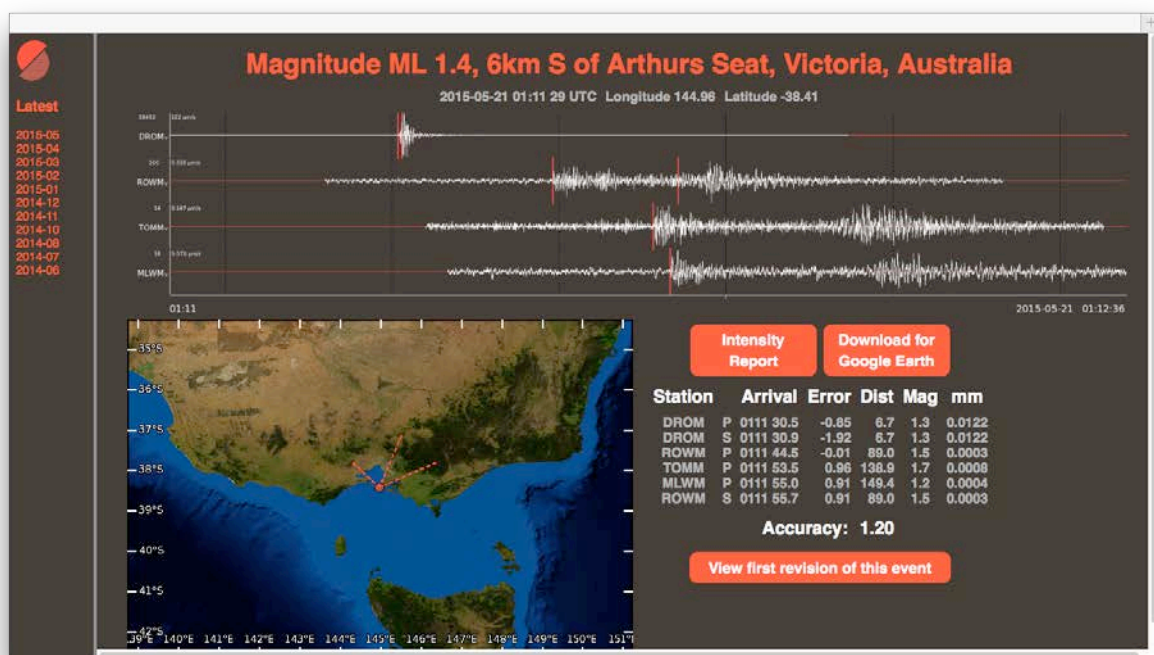 Magnitude ML 1.4, 6km S of Arthurs Seat, Victoria, Australia
2015-05-21 01:11 29 UTC Longitude 144.96 Latitude -38.41
Latest
2015-05
2015-04
2015-03
2015-02
2015-01
2014-12
2014-11
2014-10
2014-08
2014-07
2014-06
DROM
ROWM
TOMM
MLWM
01:11
2015-05-21 01:12:36
35°S
36°S
37°S
38°S
39°S
40°S
41°S
42°S
139°E 140°E 141°E 142°E 143°E 144°E 145°E 146°E 147°E 148°E 149°E 150°E 151°
Intensity
Report
Download for
Google Earth
Station Arrival Error Dist Mag mm
DROM P 0111 30.5 -0.85 6.7 1.3 0.0122
DROM S 0111 30.9 -1.92 6.7 1.3 0.0122
ROWM P 0111 44.5 -0.01 89.0 1.5 0.0003
TOMM P 0111 53.5 0.96 138.9 1.7 0.0008
MLWM P 0111 55.0 0.91 149.4 1.2 0.0004
ROWM S 0111 55.7 0.91 89.0 1.5 0.0003
Accuracy: 1.20
View first revision of this event